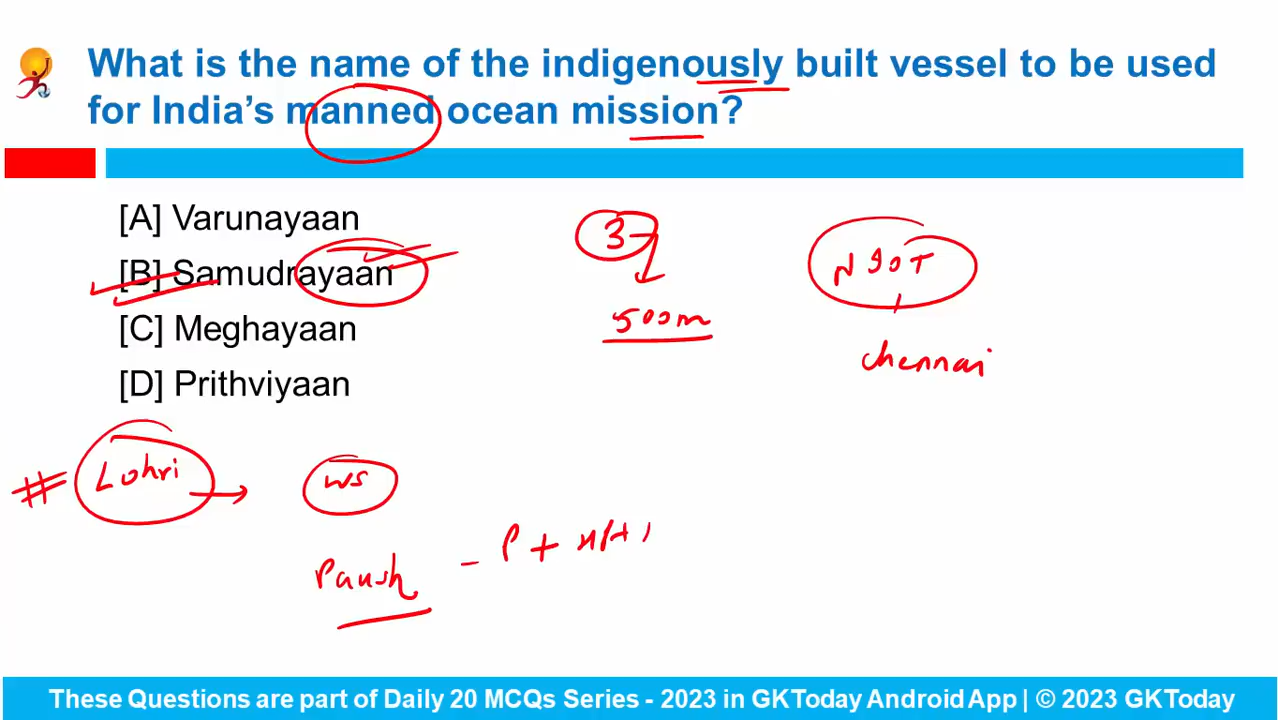 What is the name of the indigenously built vessel to be used
for India’s manned ocean mission?
[A] Varunayaan
[B] Samudrayaan
[C] Meghayaan
[D] Prithviyaan
3
500m
NIOT
chennai
# Lohri →
WS
Paush
- P +
These Questions are part of Daily 20 MCQs Series - 2023 in GKToday Android App | © 2023 GKToday